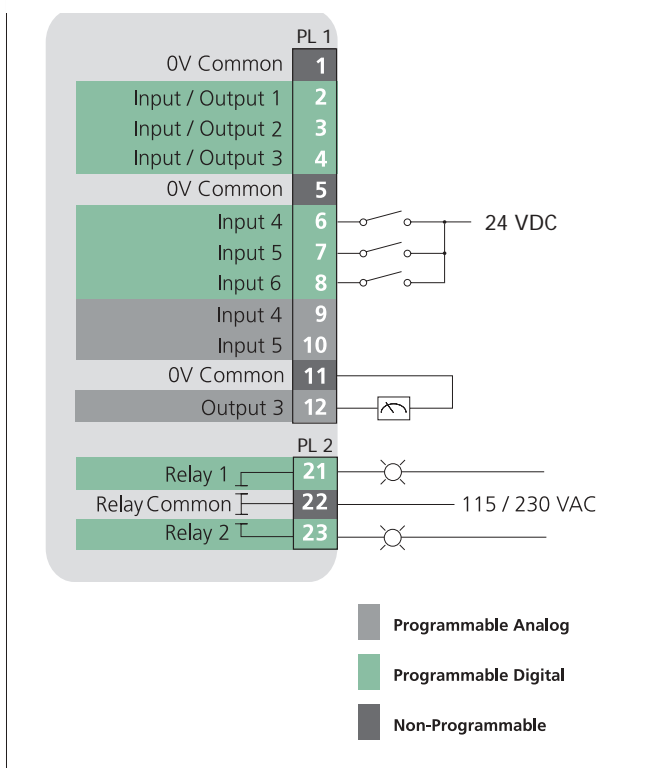 PL 1
0V Common 1
Input / Output 1 2
Input / Output 2 3
Input / Output 3 4
0V Common 5
Input 4 6 24 VDC
Input 5 7
Input 6 8
Input 4 9
Input 5 10
0V Common 11
Output 3 12
PL 2
Relay 1 21
Relay Common 22 115 / 230 VAC
Relay 2 23
Programmable Analog
Programmable Digital
Non-Programmable